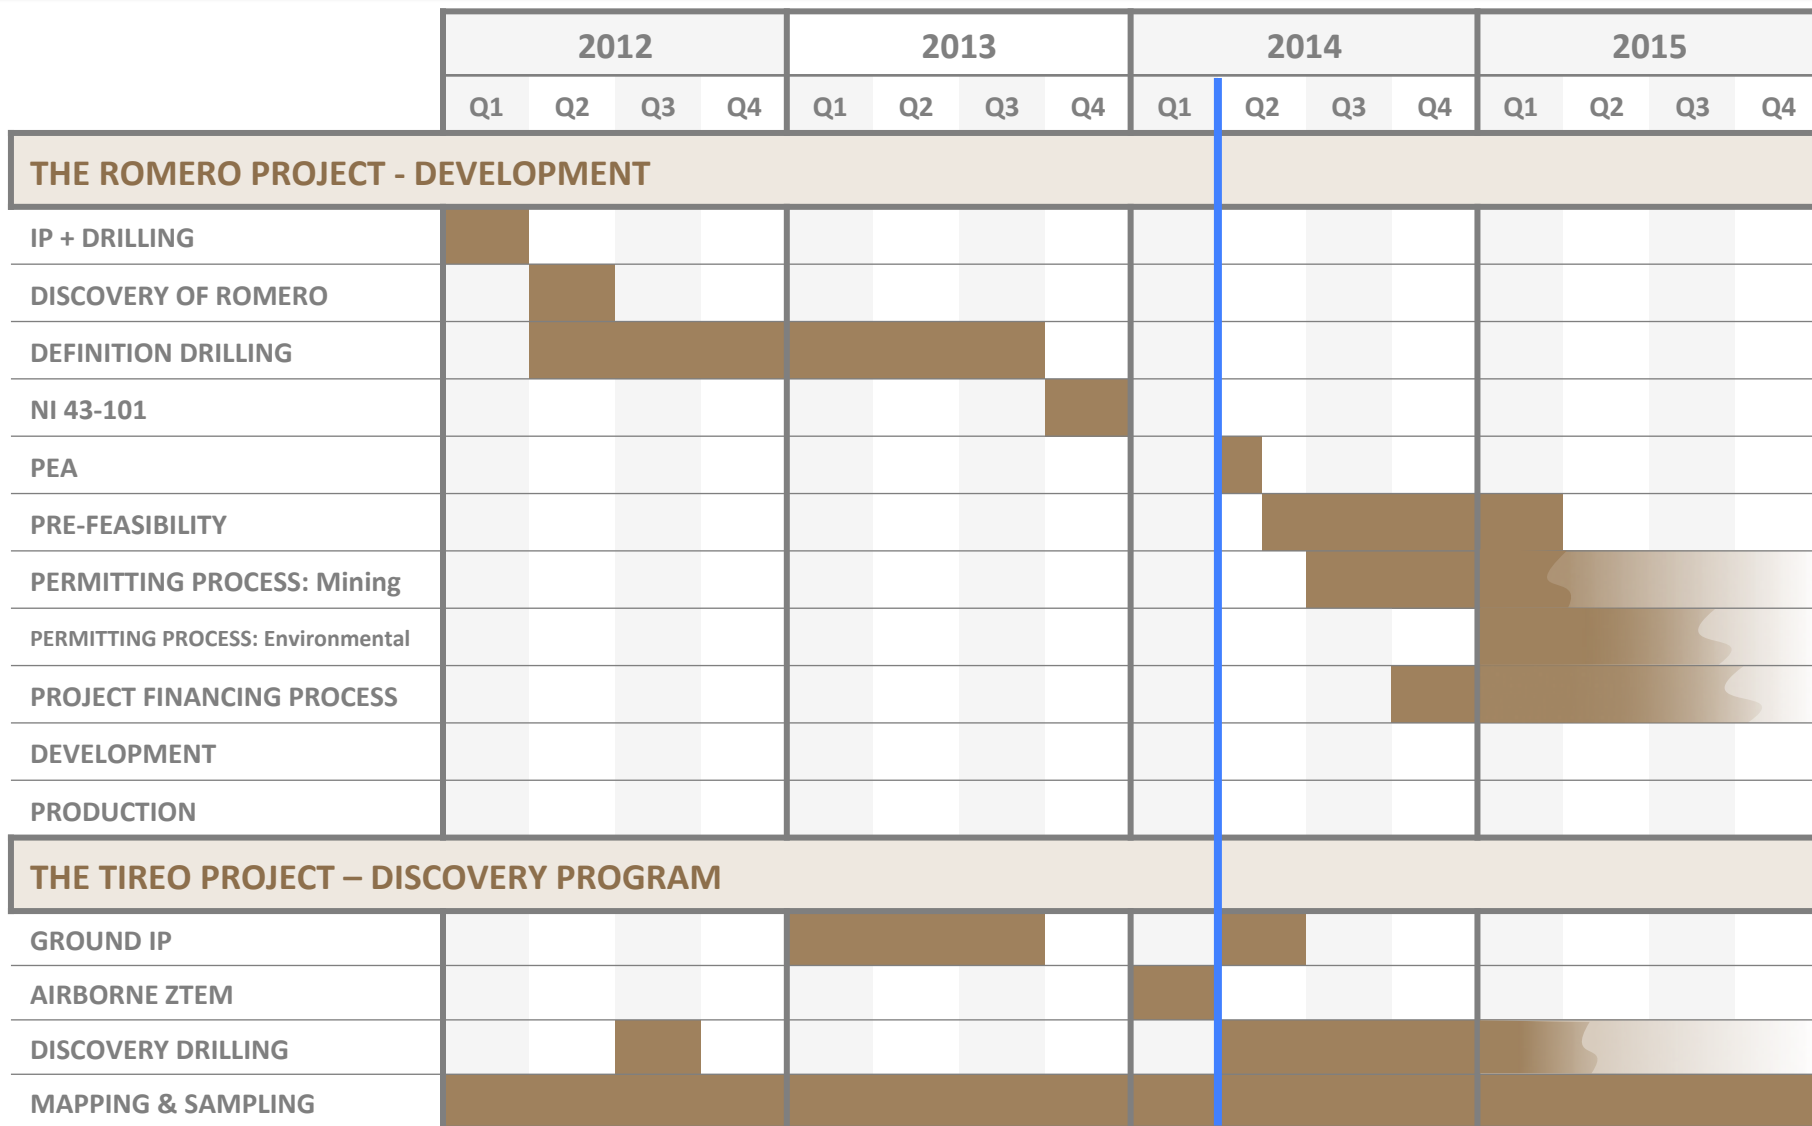 2012 2013 2014 2015
Q1 Q2 Q3 Q4 Q1 Q2 Q3 Q4 Q1 Q2 Q3 Q4 Q1 Q2 Q3 Q4
THE ROMERO PROJECT - DEVELOPMENT
IP + DRILLING
DISCOVERY OF ROMERO
DEFINITION DRILLING
NI 43-101
PEA
PRE-FEASIBILITY
PERMITTING PROCESS: Mining
PERMITTING PROCESS: Environmental
PROJECT FINANCING PROCESS
DEVELOPMENT
PRODUCTION
THE TIREO PROJECT – DISCOVERY PROGRAM
GROUND IP
AIRBORNE ZTEM
DISCOVERY DRILLING
MAPPING & SAMPLING